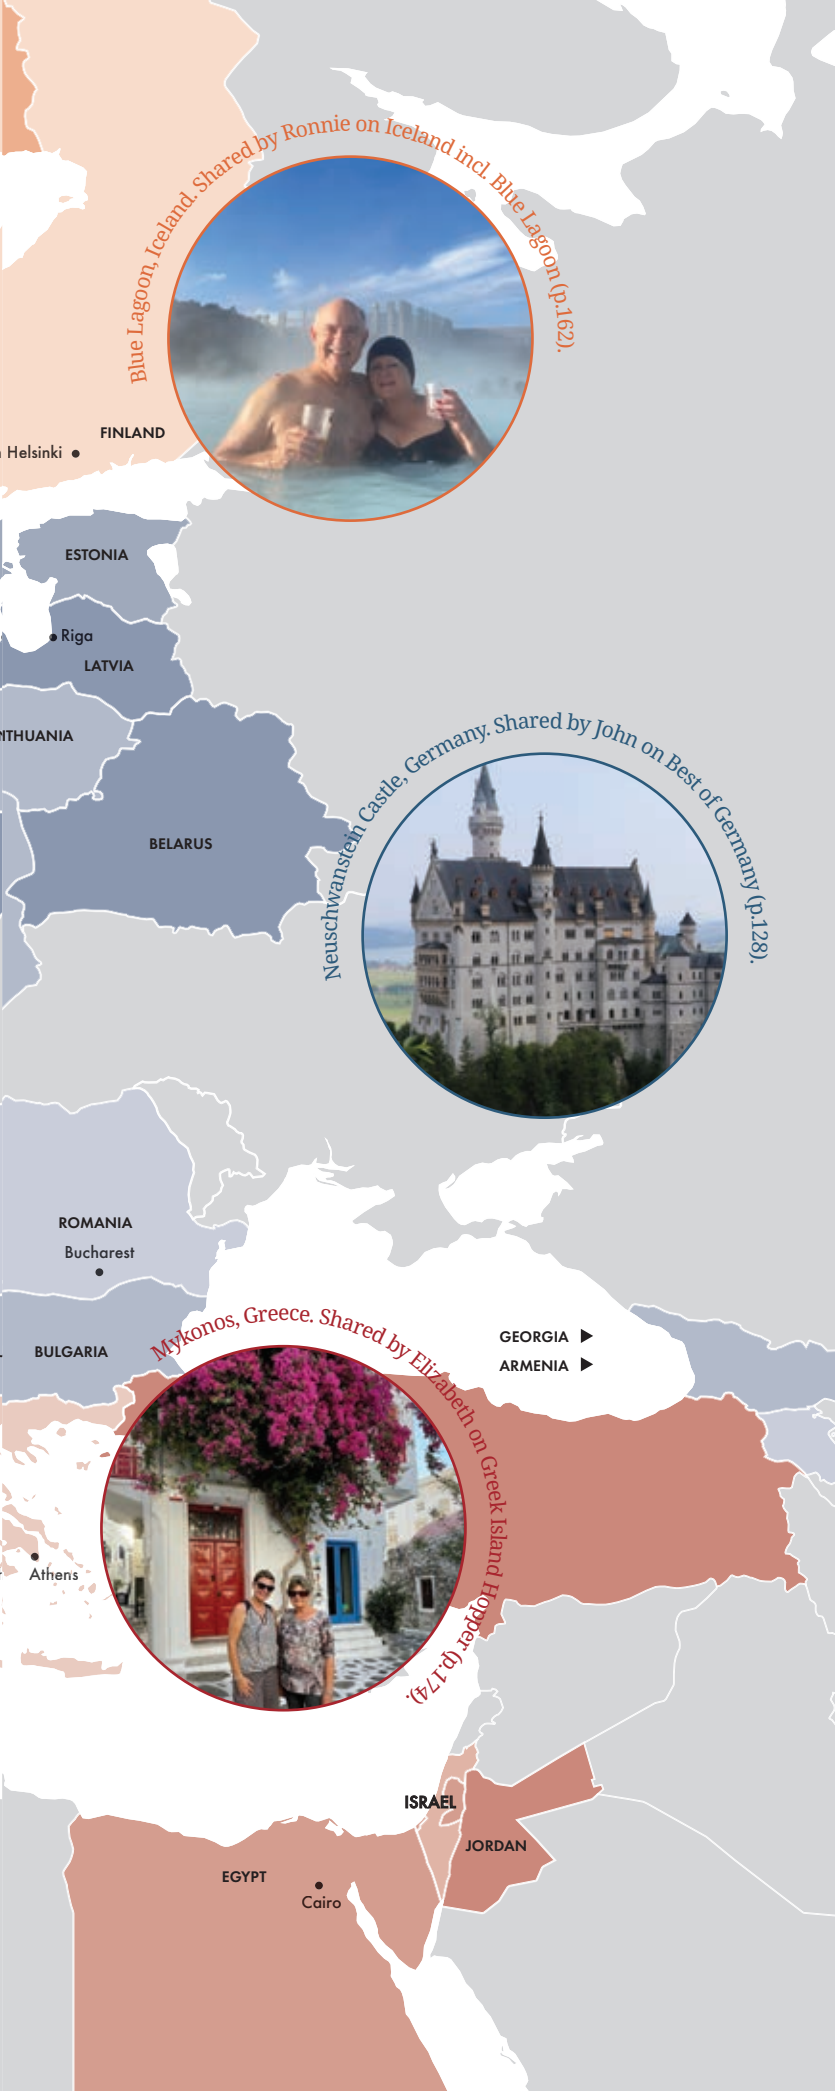 Blue Lagoon, Iceland. Shared by Ronnie on Iceland incl. Blue Lagoon (p.162).
FINLAND
Helsinki
ESTONIA
Riga
LATVIA
THUANIA
Neuschwanstein Castle, Germany. Shared by John on Best of Germany (p.128).
BELARUS
ROMANIA
Bucharest
Mykonos, Greece. Shared by Elizabeth on Greek Island Hopper (p.174).
GEORGIA
BULGARIA
ARMENIA
Athens
ISRAEL
JORDAN
EGYPT
Cairo